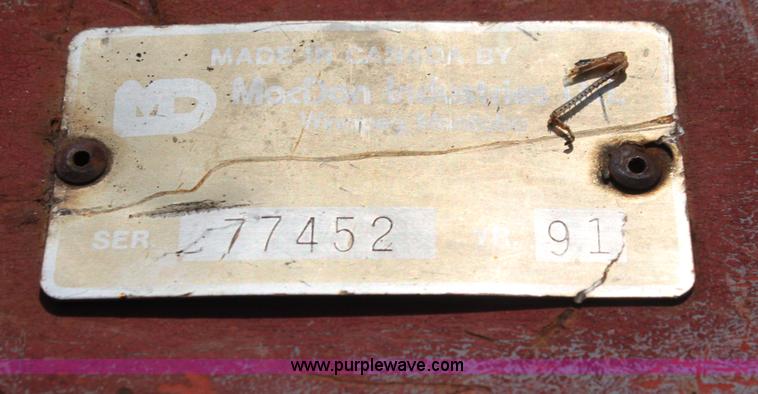 MADE IN CANADA BY
MD MacDon Industries Ltd.
Winnipeg, Manitoba
SER. 77452 YR. 91
www.purplewave.com